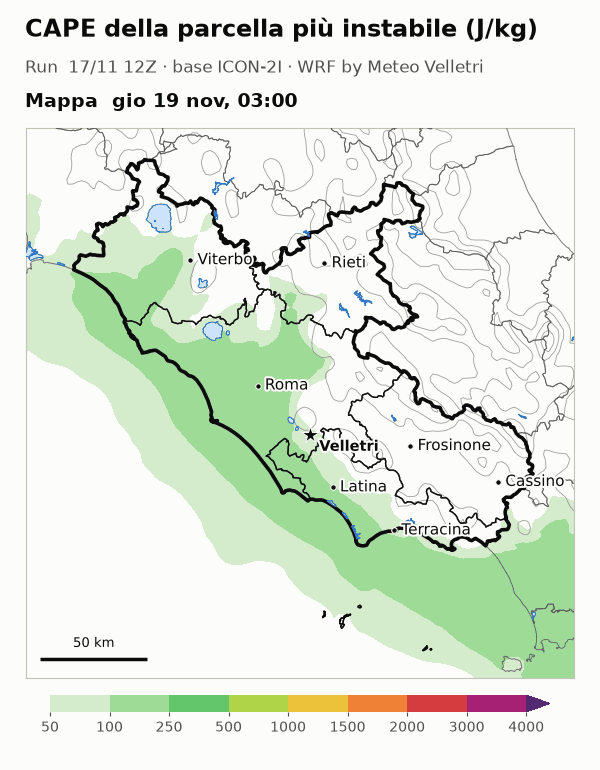 CAPE della parcella più instabile (J/kg)
Run  17/11 12Z · base ICON-2I · WRF by Meteo Velletri
Mappa  gio 19 nov, 03:00
Viterbo
Rieti
Roma
Velletri
Frosinone
Latina
Cassino
Terracina
50 km
50 100 250 500 1000 1500 2000 3000 4000